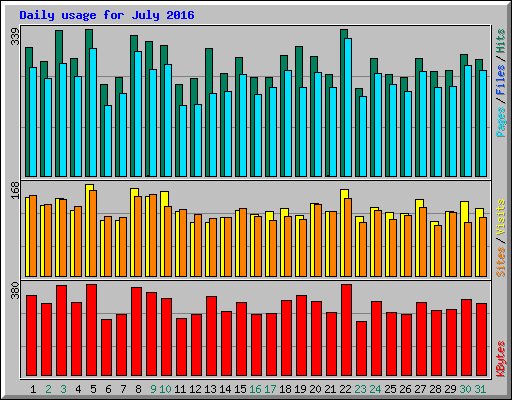 Daily usage for July 2016
339
Pages / Files / Hits
168
Sites / Visits
380
KBytes
1 2 3 4 5 6 7 8 9 10 11 12 13 14 15 16 17 18 19 20 21 22 23 24 25 26 27 28 29 30 31